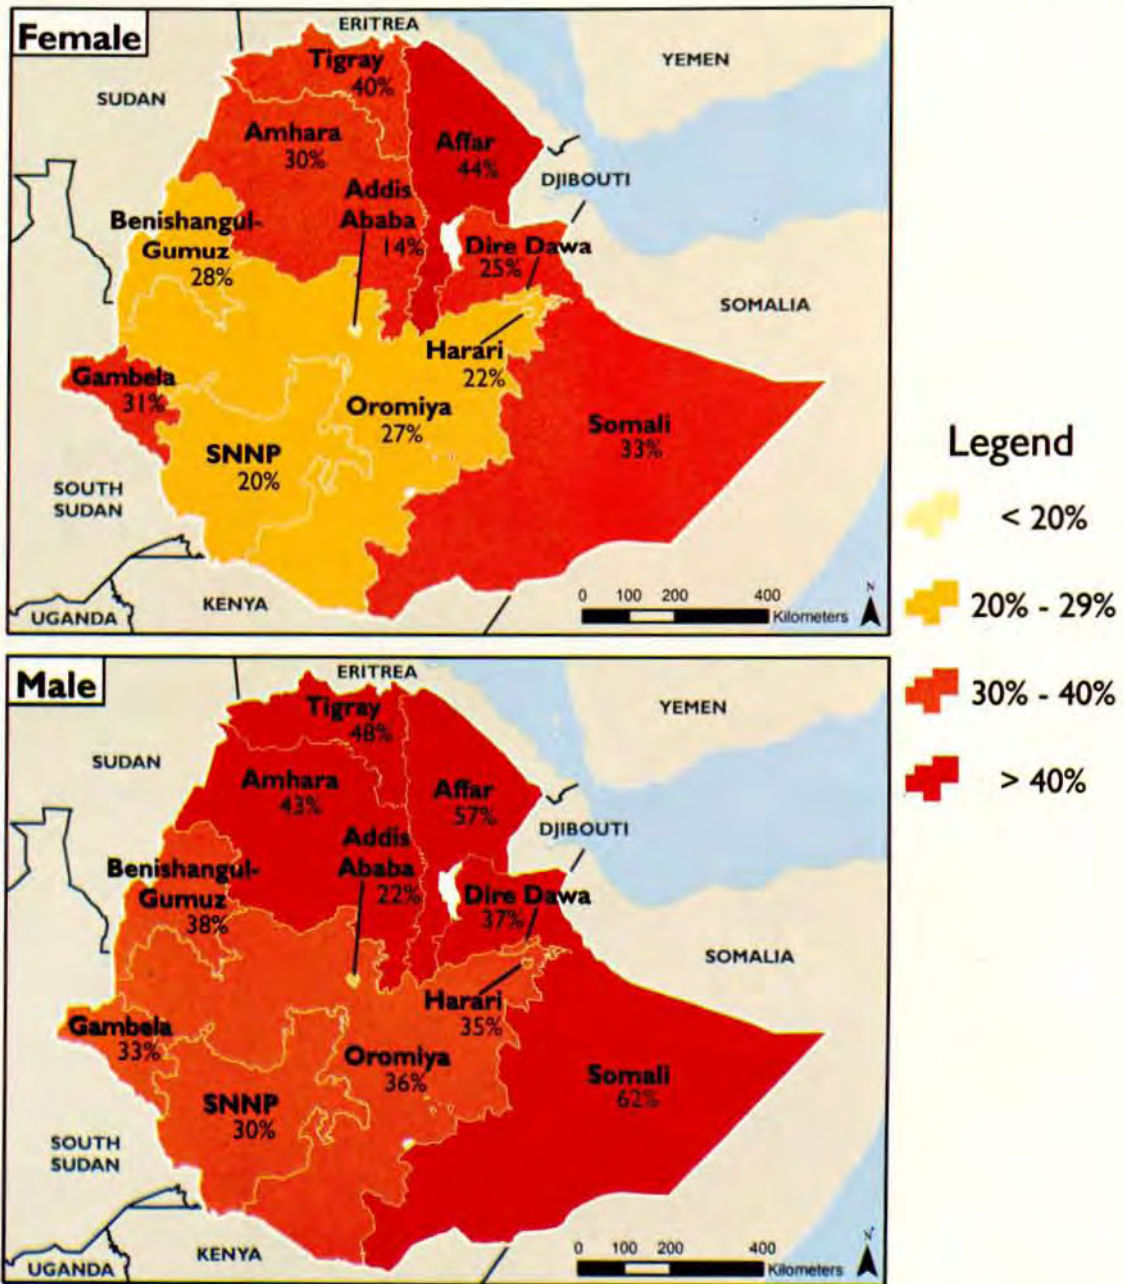 Female
ERITREA
YEMEN
SUDAN
Tigray
40%
Amhara
30%
Affar
44%
DJIBOUTI
Addis
Ababa
14%
Benishangul-
Gumuz
28%
Dire Dawa
25%
SOMALIA
Harari
22%
Gambela
31%
Oromiya
27%
Somali
33%
SNNP
20%
SOUTH
SUDAN
UGANDA
KENYA
0 100 200 400
Kilometers
N
Legend
< 20%
20% - 29%
30% - 40%
> 40%
Male
ERITREA
YEMEN
SUDAN
Tigray
48%
Amhara
43%
Affar
57%
DJIBOUTI
Addis
Ababa
22%
Benishangul-
Gumuz
38%
Dire Dawa
37%
SOMALIA
Harari
35%
Gambela
33%
Oromiya
36%
Somali
62%
SNNP
30%
SOUTH
SUDAN
UGANDA
KENYA
0 100 200 400
Kilometers
N